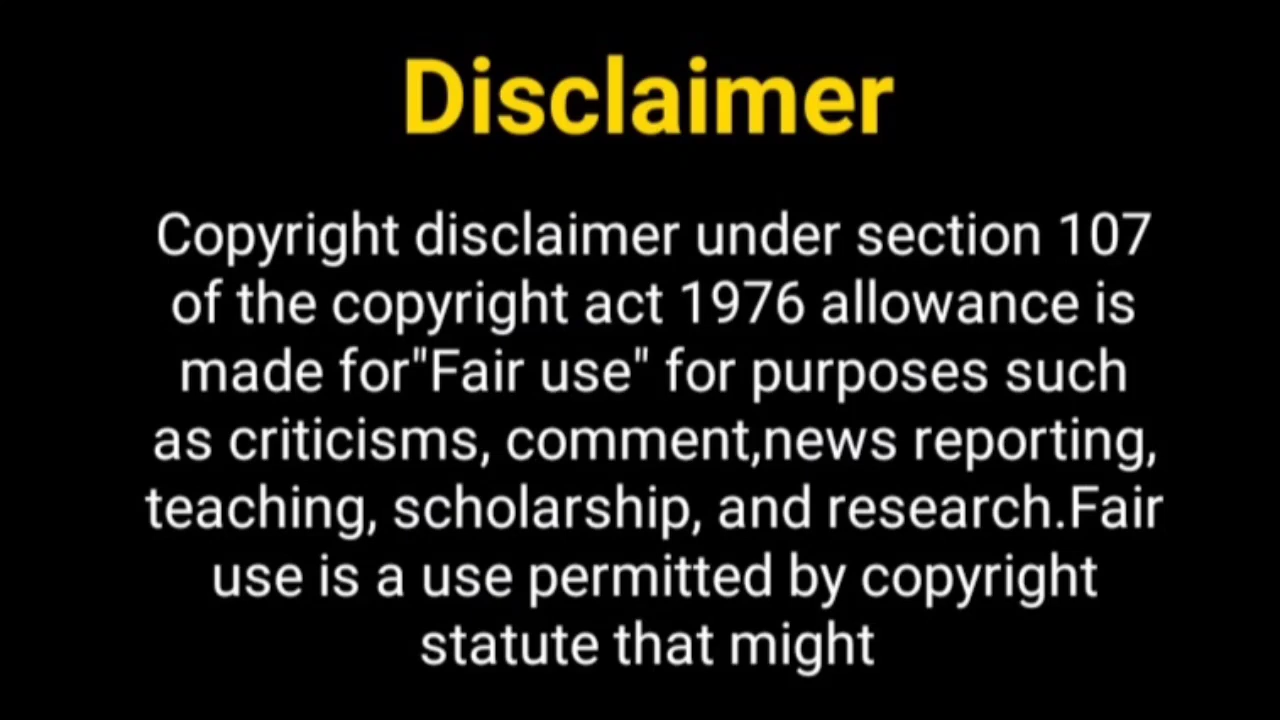 Disclaimer
Copyright disclaimer under section 107
of the copyright act 1976 allowance is
made for"Fair use" for purposes such
as criticisms, comment,news reporting,
teaching, scholarship, and research.Fair
use is a use permitted by copyright
statute that might